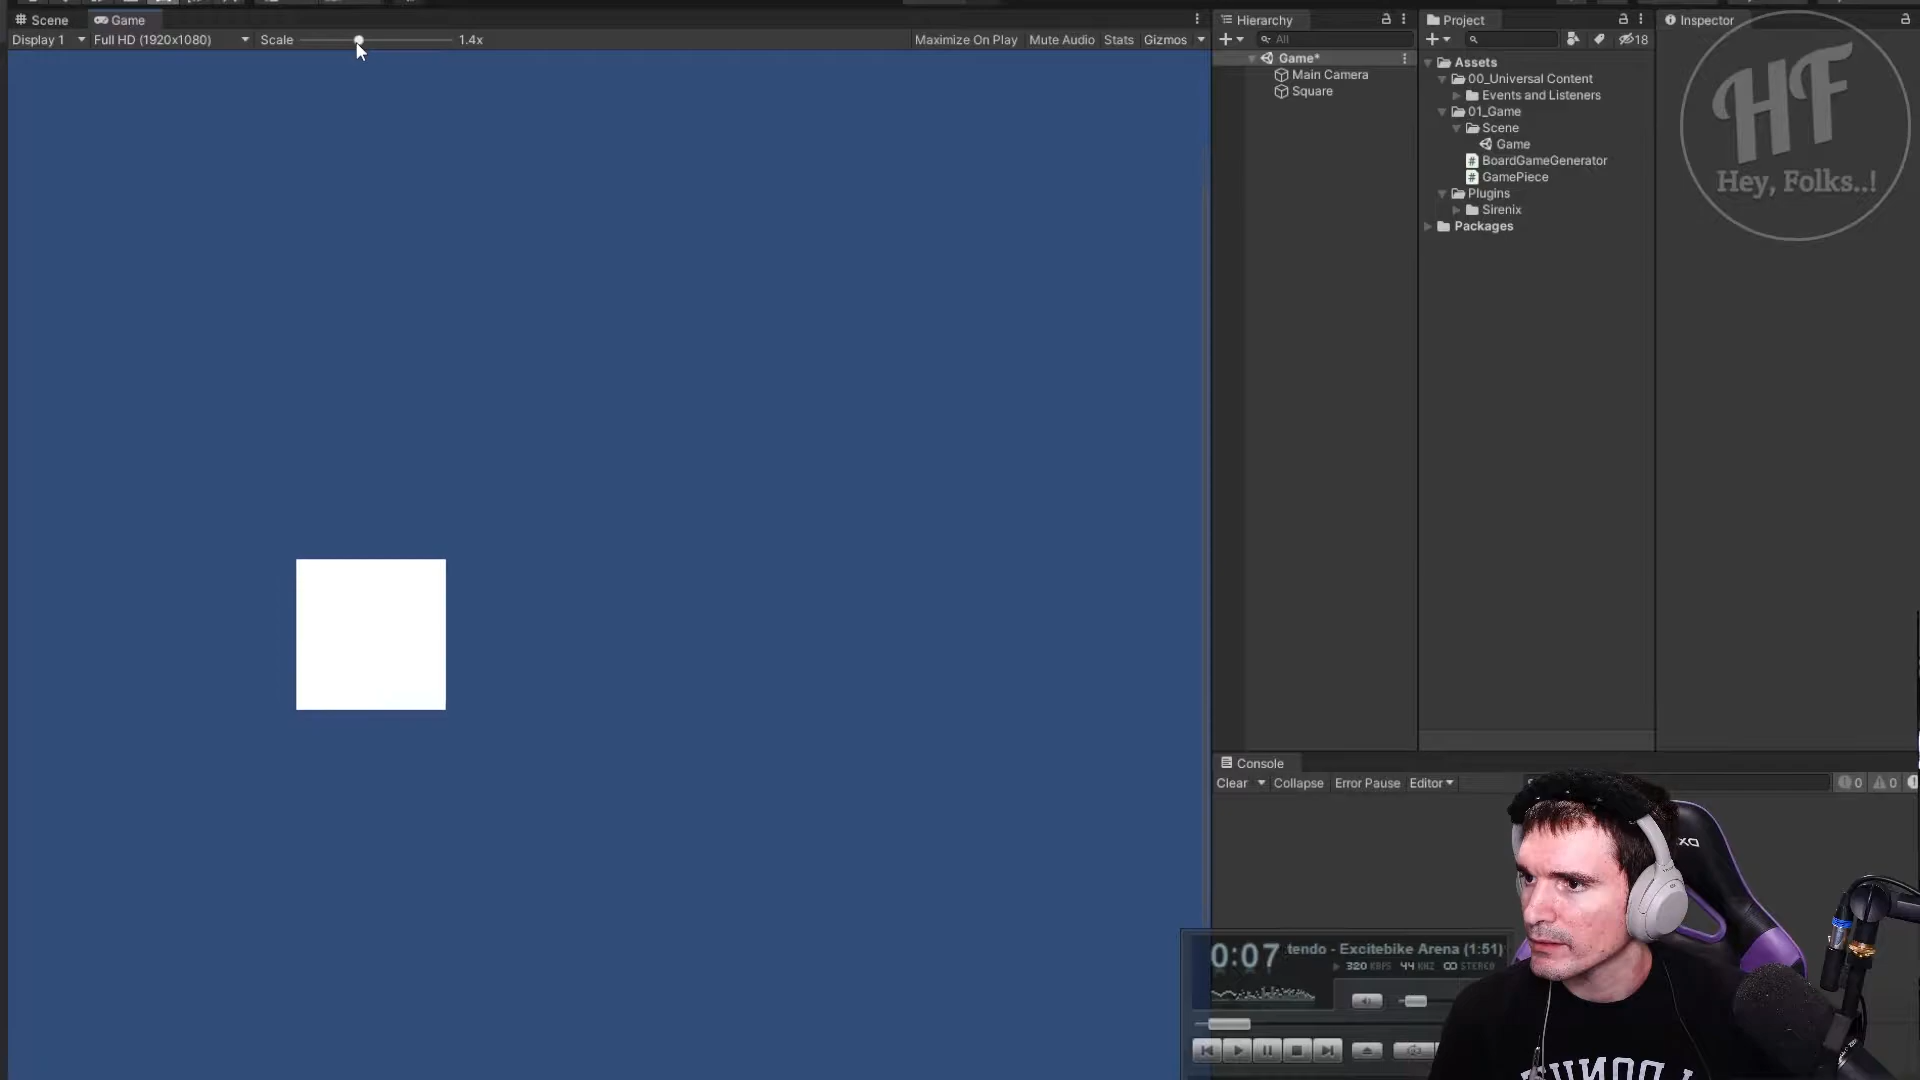 Scene
Game
Display 1
Full HD (1920x1080)
Scale
1.4x
Maximize On Play
Mute Audio
Stats
Gizmos
Hierarchy
All
Game*
Main Camera
Square
Project
18
Assets
00_Universal Content
Events and Listeners
01_Game
Scene
Game
BoardGameGenerator
GamePiece
Plugins
Sirenix
Packages
Inspector
HF
Hey, Folks..!
Console
Clear
Collapse
Error Pause
Editor
0
0
0:07
tendo - Excitebike Arena (1:51)
320 KBPS 44 KHZ STEREO